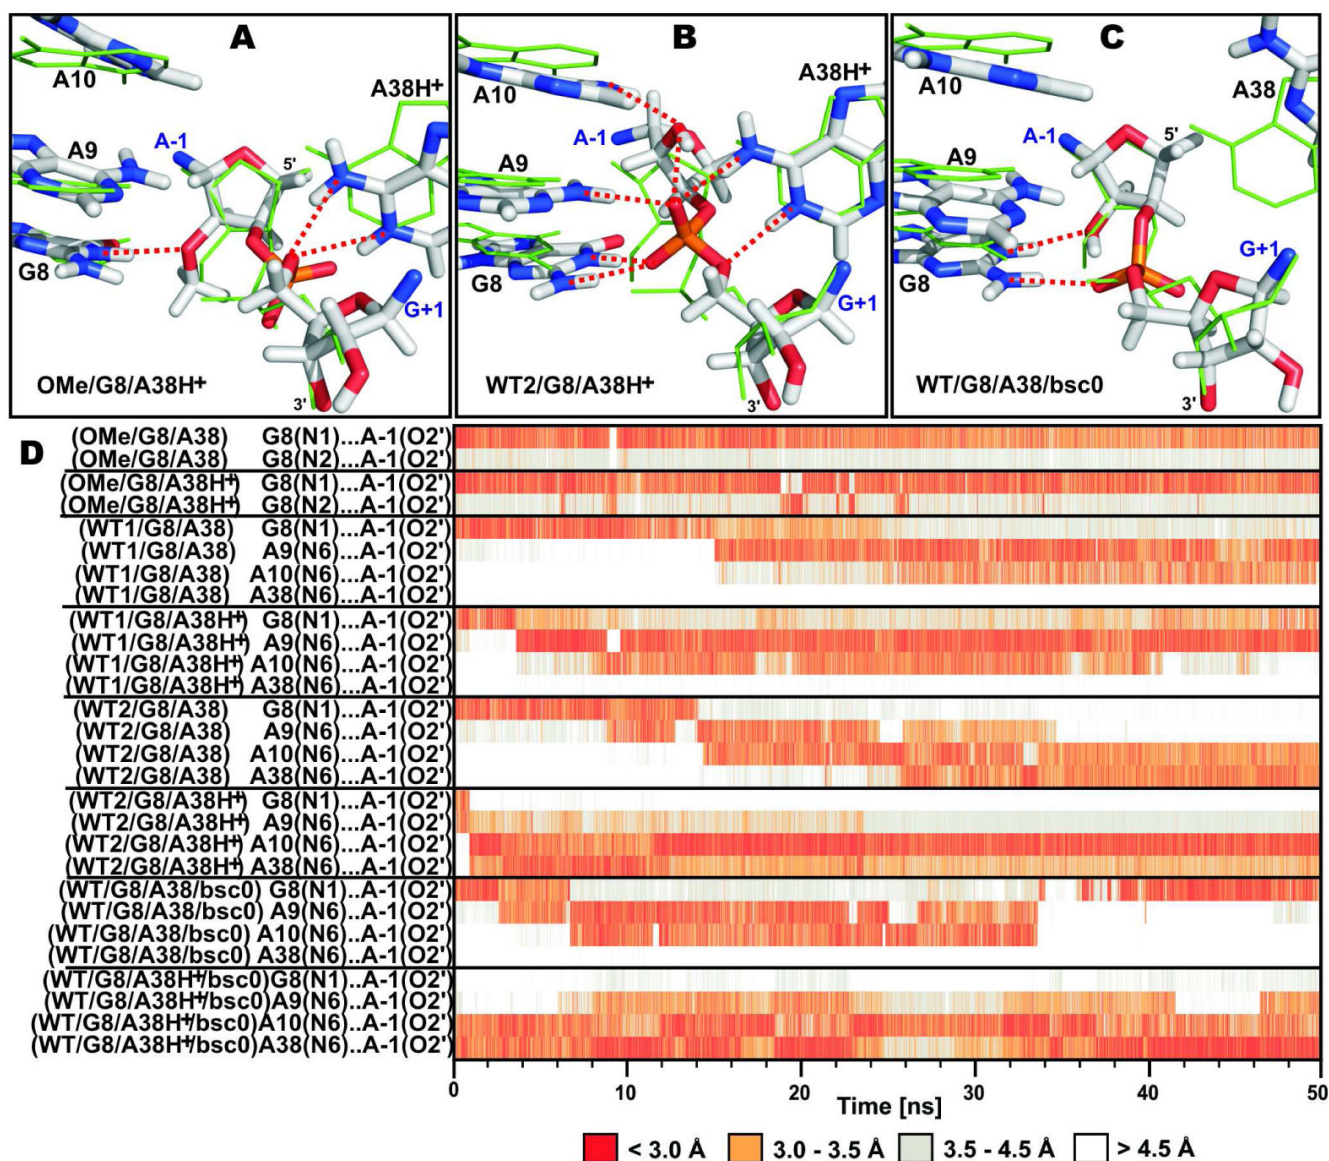 A
A10
A38H+
A-1
5'
A9
G8
G+1
OMe/G8/A38H+
3'
B
A10
A38H+
A-1
A9
G8
G+1
WT2/G8/A38H+
3'
C
A10
A38
A-1
5'
A9
G+1
G8
WT/G8/A38/bsc0
3'
D
(OMe/G8/A38) G8(N1)...A-1(O2')
(OMe/G8/A38) G8(N2)...A-1(O2')
(OMe/G8/A38H+) G8(N1)...A-1(O2')
(OMe/G8/A38H+) G8(N2)...A-1(O2')
(WT1/G8/A38) G8(N1)...A-1(O2')
(WT1/G8/A38) A9(N6)...A-1(O2')
(WT1/G8/A38) A10(N6)...A-1(O2')
(WT1/G8/A38) A38(N6)...A-1(O2')
(WT1/G8/A38H+) G8(N1)...A-1(O2')
(WT1/G8/A38H+) A9(N6)...A-1(O2')
(WT1/G8/A38H+) A10(N6)...A-1(O2')
(WT1/G8/A38H+) A38(N6)...A-1(O2')
(WT2/G8/A38) G8(N1)...A-1(O2')
(WT2/G8/A38) A9(N6)...A-1(O2')
(WT2/G8/A38) A10(N6)...A-1(O2')
(WT2/G8/A38) A38(N6)...A-1(O2')
(WT2/G8/A38H+) G8(N1)...A-1(O2')
(WT2/G8/A38H+) A9(N6)...A-1(O2')
(WT2/G8/A38H+) A10(N6)...A-1(O2')
(WT2/G8/A38H+) A38(N6)...A-1(O2')
(WT/G8/A38/bsc0) G8(N1)..A-1(O2')
(WT/G8/A38/bsc0) A9(N6)...A-1(O2')
(WT/G8/A38/bsc0) A10(N6)...A-1(O2')
(WT/G8/A38/bsc0) A38(N6)...A-1(O2')
(WT/G8/A38H+/bsc0)G8(N1)...A-1(O2')
(WT/G8/A38H+/bsc0)A9(N6)...A-1(O2')
(WT/G8/A38H+/bsc0)A10(N6)..A-1(O2')
(WT/G8/A38H+/bsc0)A38(N6)..A-1(O2')
0 10 20 30 40 50
Time [ns]
< 3.0 Å 3.0 - 3.5 Å 3.5 - 4.5 Å > 4.5 Å